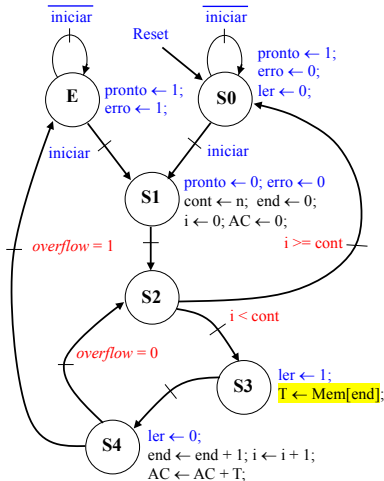 iniciar
iniciar
Reset
pronto ← 1;
erro ← 0;
ler ← 0;
E
pronto ← 1;
erro ← 1;
S0
iniciar
iniciar
S1
pronto ← 0; erro ← 0
cont ← n; end ← 0;
i ← 0; AC ← 0;
overflow = 1
i >= cont
S2
i < cont
overflow = 0
S3
ler ← 1;
T ← Mem[end];
S4
ler ← 0;
end ← end + 1; i ← i + 1;
AC ← AC + T;